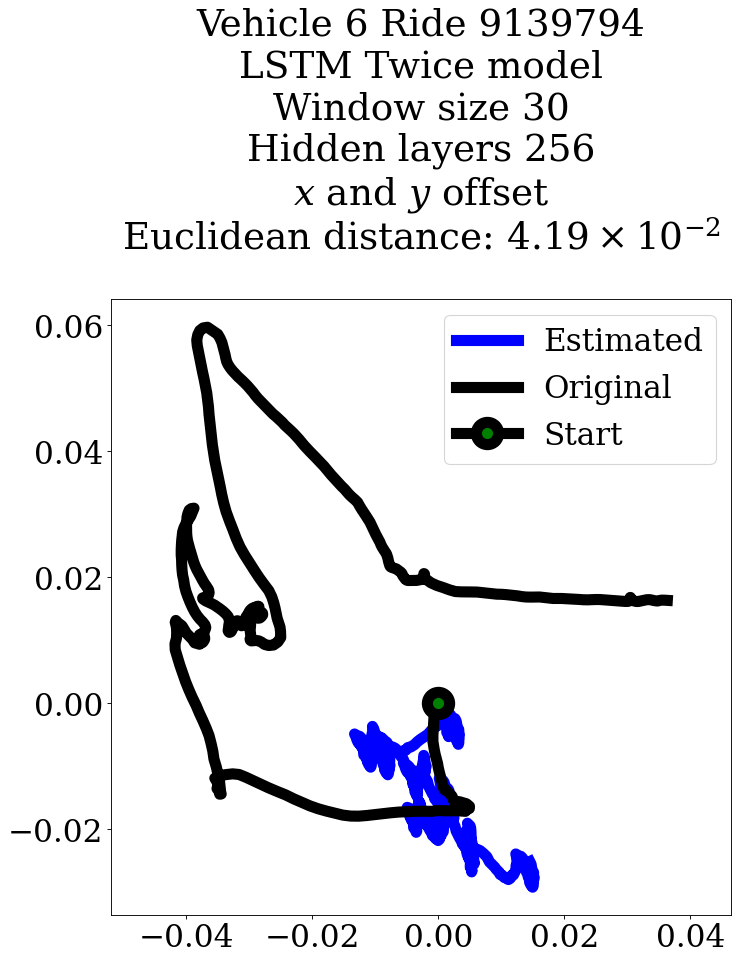 Vehicle 6 Ride 9139794
LSTM Twice model
Window size 30
Hidden layers 256
x and y offset
Euclidean distance: 4.19 × 10⁻²
Estimated
Original
Start
0.06
0.04
0.02
0.00
−0.02
−0.04 −0.02 0.00 0.02 0.04